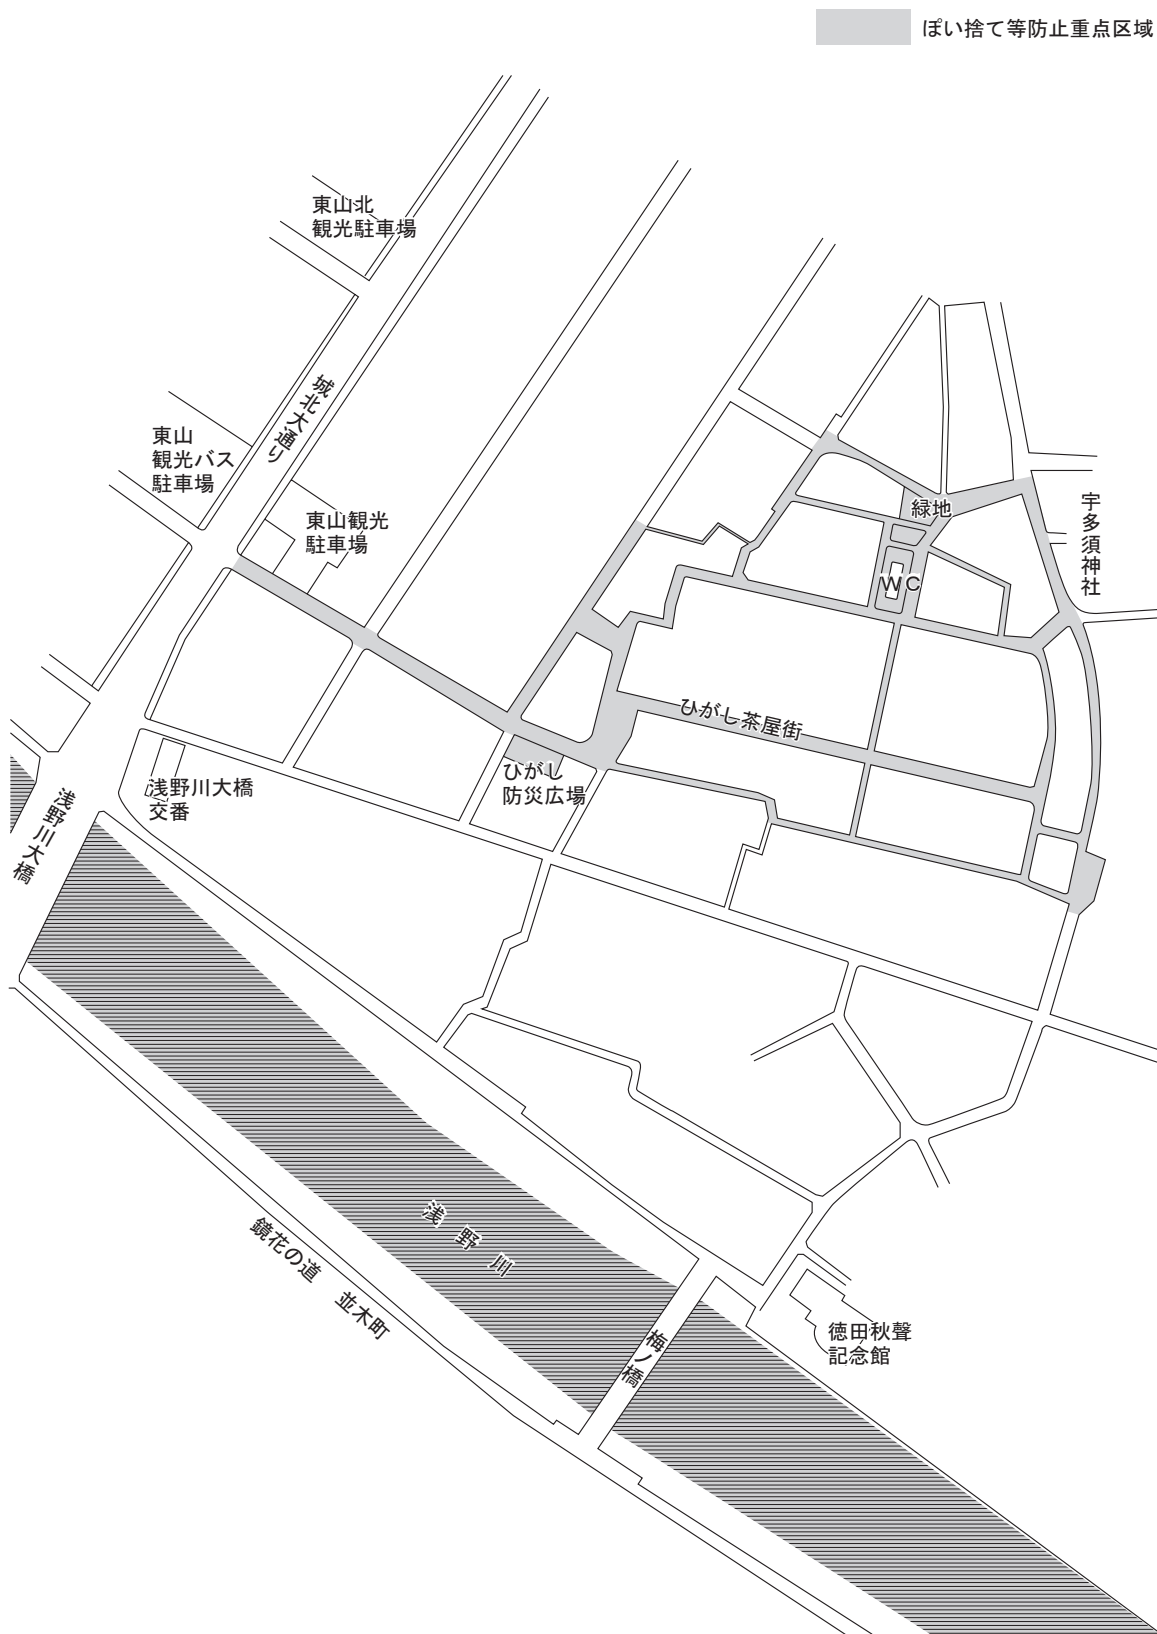 ぽい捨て等防止重点区域
東山北
観光駐車場
城北大通り
東山
観光バス
駐車場
東山観光
駐車場
緑地
宇多須神社
ＷＣ
ひがし茶屋街
ひがし
防災広場
浅野川大橋
交番
浅野川大橋
浅野川
鏡花の道　並木町
梅ノ橋
徳田秋聲
記念館